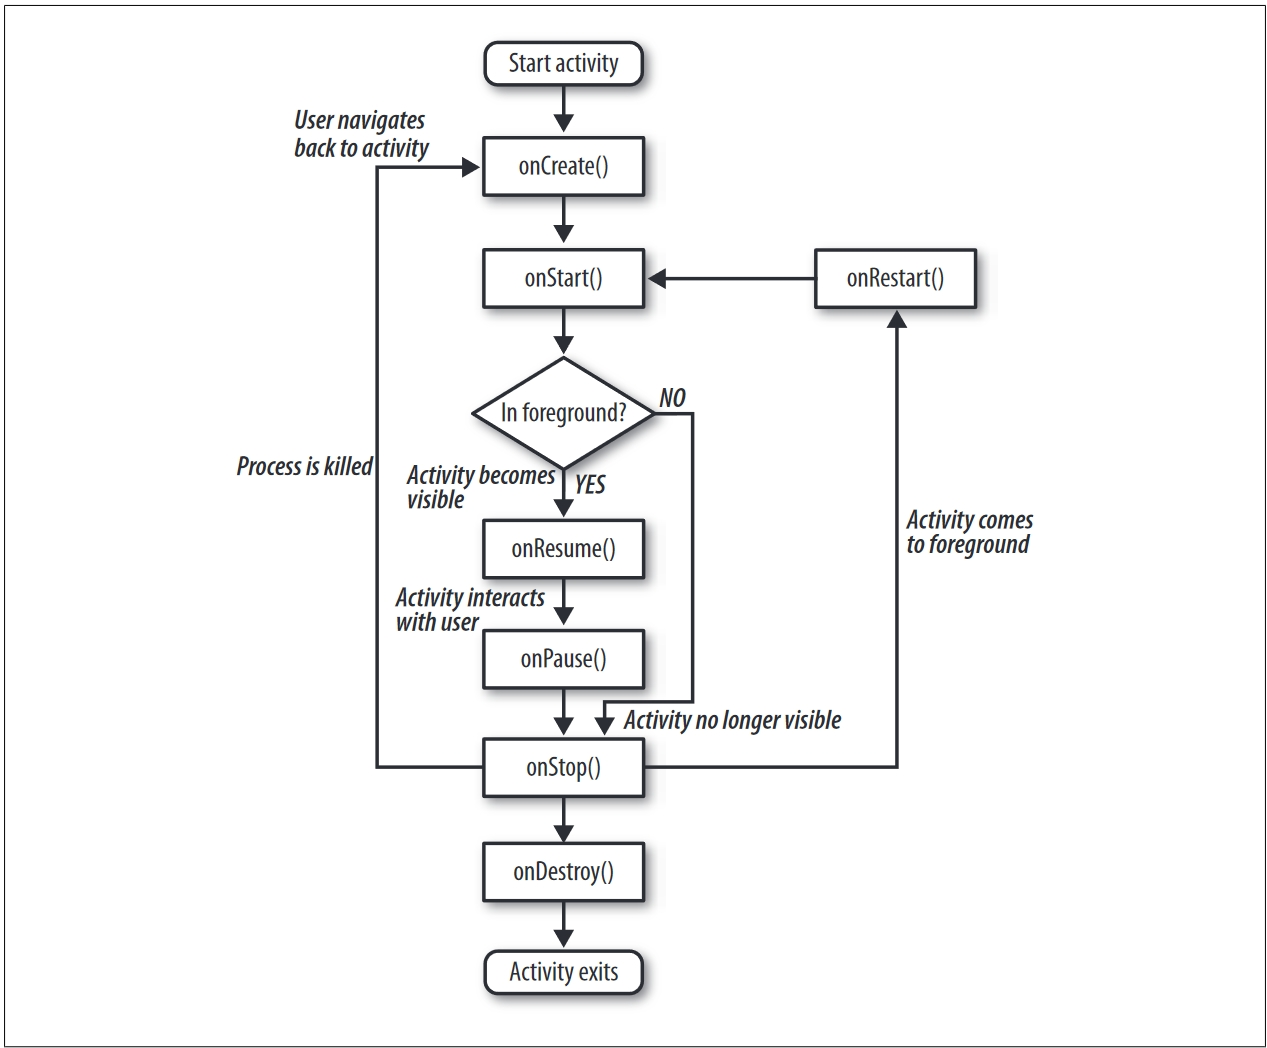 Start activity
User navigates
back to activity
onCreate()
onStart()
onRestart()
In foreground?
NO
Process is killed
Activity becomes
visible
YES
Activity comes
to foreground
onResume()
Activity interacts
with user
onPause()
Activity no longer visible
onStop()
onDestroy()
Activity exits